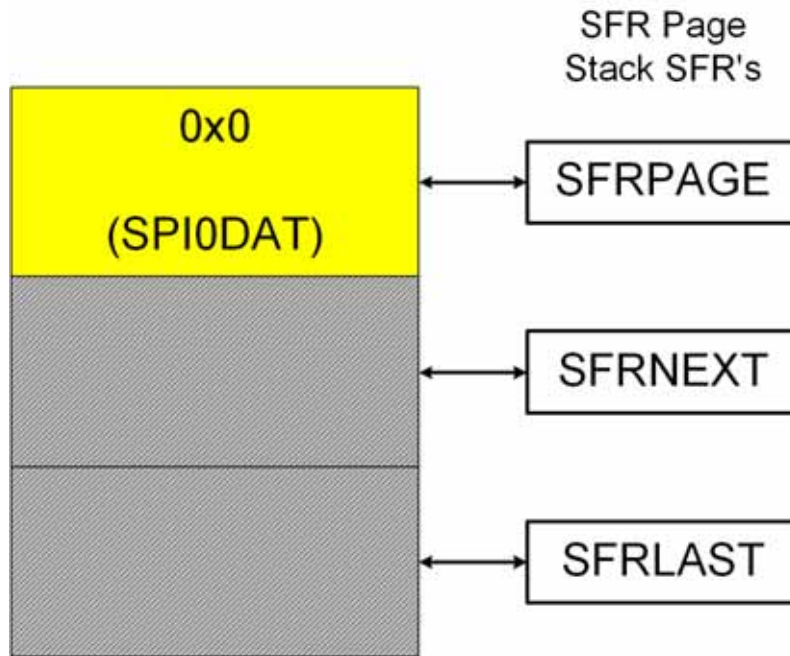 SFR Page
Stack SFR's
0x0
(SPI0DAT)
SFRPAGE
SFRNEXT
SFRLAST